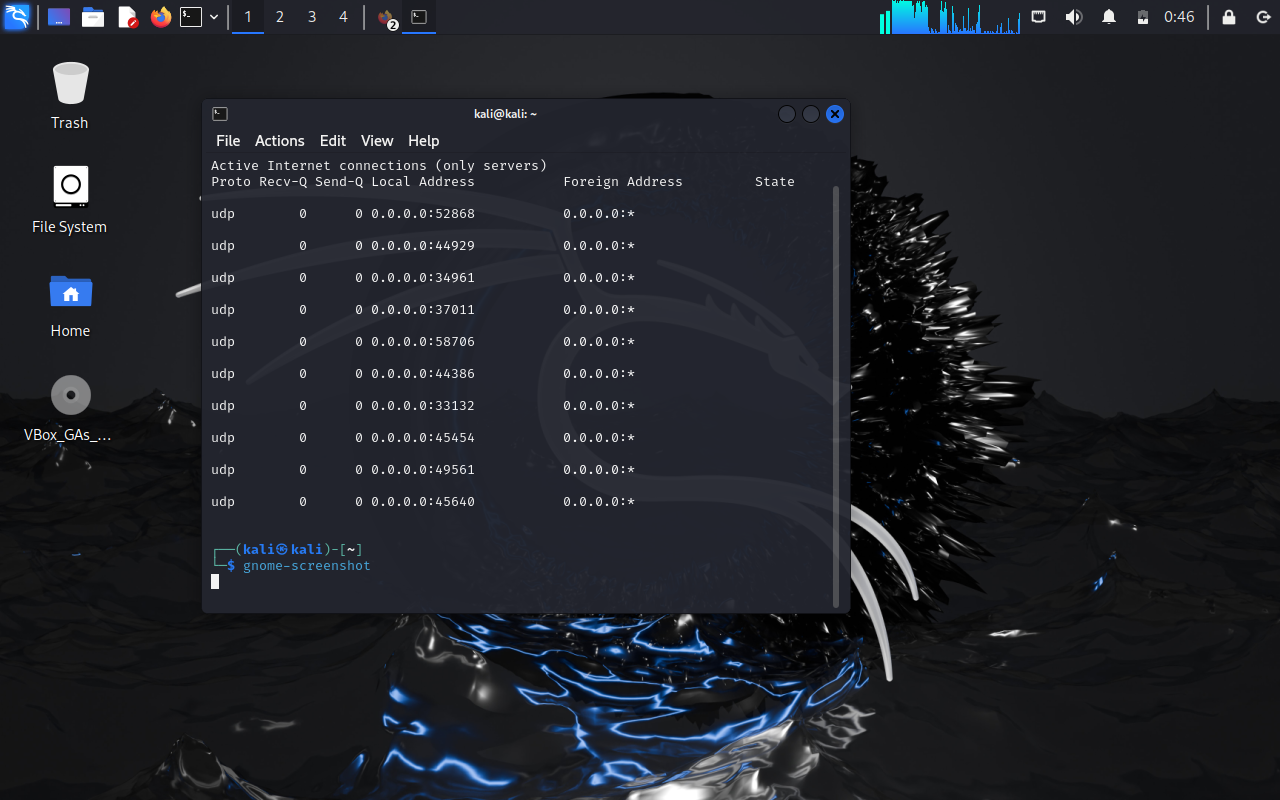 1 2 3 4 2 0:46
Trash
File System
Home
VBox_GAs_...
kali@kali: ~
File Actions Edit View Help
Active Internet connections (only servers)
Proto Recv-Q Send-Q Local Address           Foreign Address         State
udp        0      0 0.0.0.0:52868           0.0.0.0:*
udp        0      0 0.0.0.0:44929           0.0.0.0:*
udp        0      0 0.0.0.0:34961           0.0.0.0:*
udp        0      0 0.0.0.0:37011           0.0.0.0:*
udp        0      0 0.0.0.0:58706           0.0.0.0:*
udp        0      0 0.0.0.0:44386           0.0.0.0:*
udp        0      0 0.0.0.0:33132           0.0.0.0:*
udp        0      0 0.0.0.0:45454           0.0.0.0:*
udp        0      0 0.0.0.0:49561           0.0.0.0:*
udp        0      0 0.0.0.0:45640           0.0.0.0:*
┌──(kali㉿kali)-[~]
└─$ gnome-screenshot